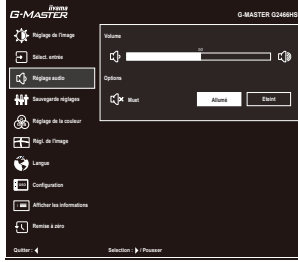 iiyama
G-MASTER
G-MASTER G2466HS
Réglage de l'image
Sélect. entrée
Réglage audio
Sauvegarde réglages
Réglage de la couleur
Régl. de l'image
Langue
Configuration
Afficher les informations
Remise à zéro
Volume
50
Options
Muet
Allumé
Eteint
Quitter :
Selection : / Pousser